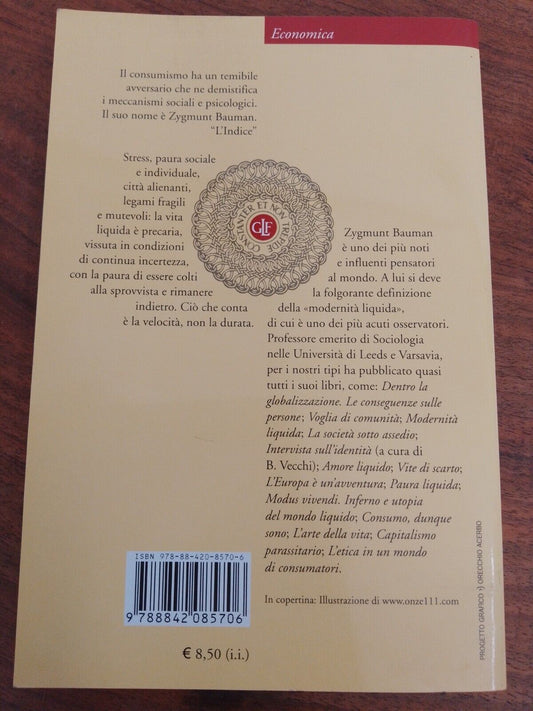 Economica
Il consumismo ha un temibile
avversario che ne demistifica
i meccanismi sociali e psicologici.
Il suo nome è Zygmunt Bauman.
“L’Indice”
Stress, paura sociale
e individuale,
città alienanti,
legami fragili
e mutevoli: la vita
liquida è precaria,
vissuta in condizioni
di continua incertezza,
con la paura di essere colti
alla sprovvista e rimanere
indietro. Ciò che conta
è la velocità, non la durata.
CONSTANTER ET NON TREPIDE
GLF
Zygmunt Bauman
è uno dei più noti
e influenti pensatori
al mondo. A lui si deve
la folgorante definizione
della «modernità liquida»,
di cui è uno dei più acuti osservatori.
Professore emerito di Sociologia
nelle Università di Leeds e Varsavia,
per i nostri tipi ha pubblicato quasi
tutti i suoi libri, come: Dentro la
globalizzazione. Le conseguenze sulle
persone; Voglia di comunità; Modernità
liquida; La società sotto assedio;
Intervista sull’identità (a cura di
B. Vecchi); Amore liquido; Vite di scarto;
L’Europa è un’avventura; Paura liquida;
Modus vivendi. Inferno e utopia
del mondo liquido; Consumo, dunque
sono; L’arte della vita; Capitalismo
parassitario; L’etica in un mondo
di consumatori.
In copertina: Illustrazione di www.onze111.com
PROGETTO GRAFICO ORECCHIO ACERBO
ISBN 978-88-420-8570-6
9 788842 085706
€ 8,50 (i.i.)